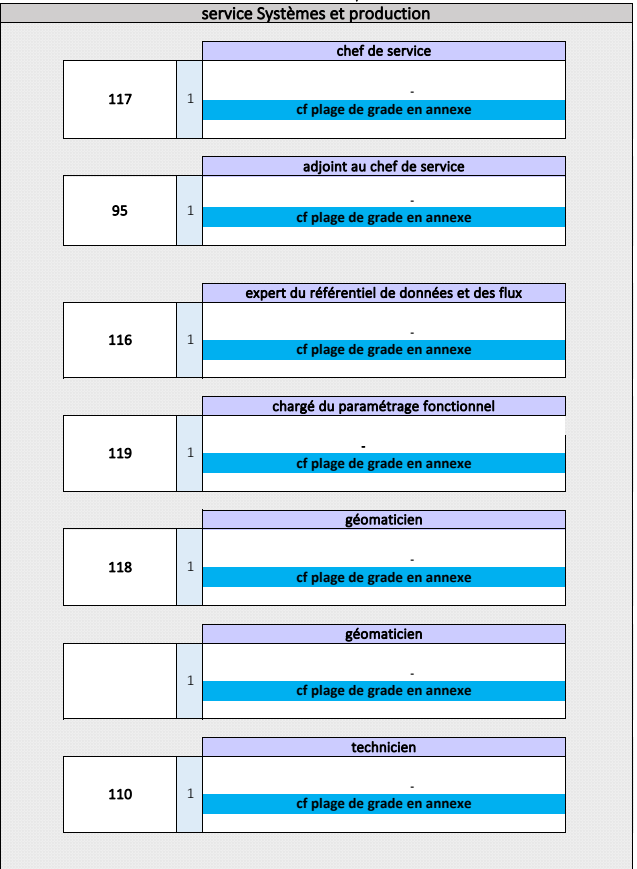 service Systèmes et production
chef de service
117 1 -
cf plage de grade en annexe
adjoint au chef de service
95 1 -
cf plage de grade en annexe
expert du référentiel de données et des flux
116 1 -
cf plage de grade en annexe
chargé du paramétrage fonctionnel
119 1 -
cf plage de grade en annexe
géomaticien
118 1 -
cf plage de grade en annexe
géomaticien
1 -
cf plage de grade en annexe
technicien
110 1 -
cf plage de grade en annexe